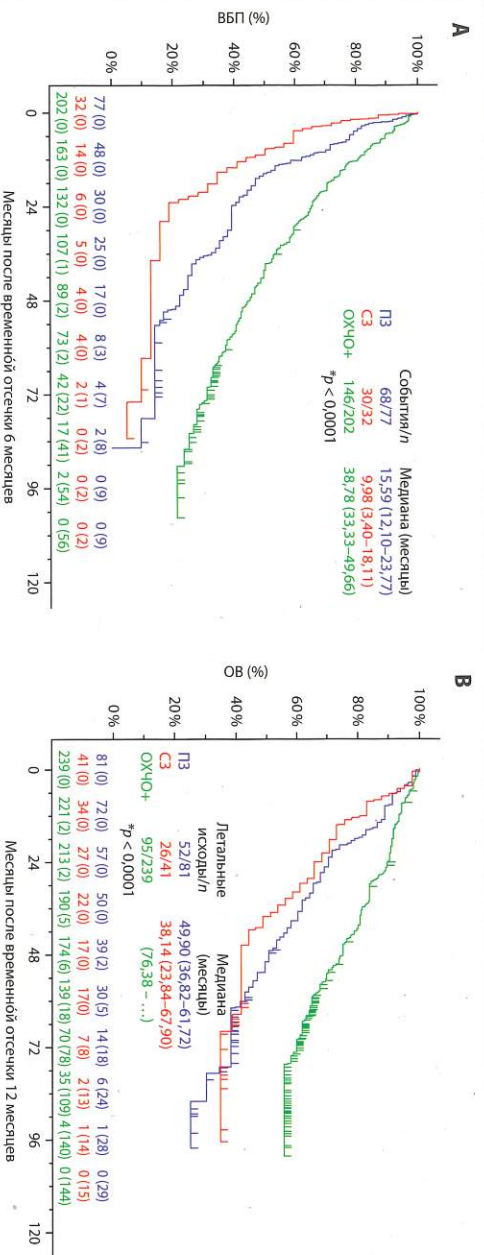 A
ВБП (%)
100%
80%
60%
40%
20%
0%
События/n Медиана (месяцы)
ПЗ 68/77 15,59 (12,10–23,77)
СЗ 30/32 9,98 (3,40–18,11)
ОХЧО+ 146/202 38,78 (33,33–49,66)
*p < 0,0001
77 (0) 48 (0) 30 (0) 25 (0) 17 (0) 8 (3) 4 (7) 2 (8) 0 (9) 0 (9)
32 (0) 14 (0) 6 (0) 5 (0) 4 (0) 4 (0) 2 (1) 0 (2) 0 (2) 0 (2)
202 (0) 163 (0) 132 (0) 107 (1) 89 (2) 73 (2) 42 (22) 17 (41) 2 (54) 0 (56)
0 24 48 72 96 120
Месяцы после временнóй отсечки 6 месяцев
B
ОВ (%)
100%
80%
60%
40%
20%
0%
Летальные исходы/n Медиана (месяцы)
ПЗ 52/81 49,90 (36,82–61,72)
СЗ 26/41 38,14 (23,84–67,90)
ОХЧО+ 95/239 (76,38 – ...)
*p < 0,0001
81 (0) 72 (0) 57 (0) 50 (0) 39 (2) 30 (5) 14 (18) 6 (24) 1 (28) 0 (29)
41 (0) 34 (0) 27 (0) 22 (0) 17 (0) 17(0) 7 (8) 2 (13) 1 (14) 0 (15)
239 (0) 221 (2) 213 (2) 190 (5) 174 (6) 139 (18) 70 (78) 35 (109) 4 (140) 0 (144)
0 24 48 72 96 120
Месяцы после временнóй отсечки 12 месяцев